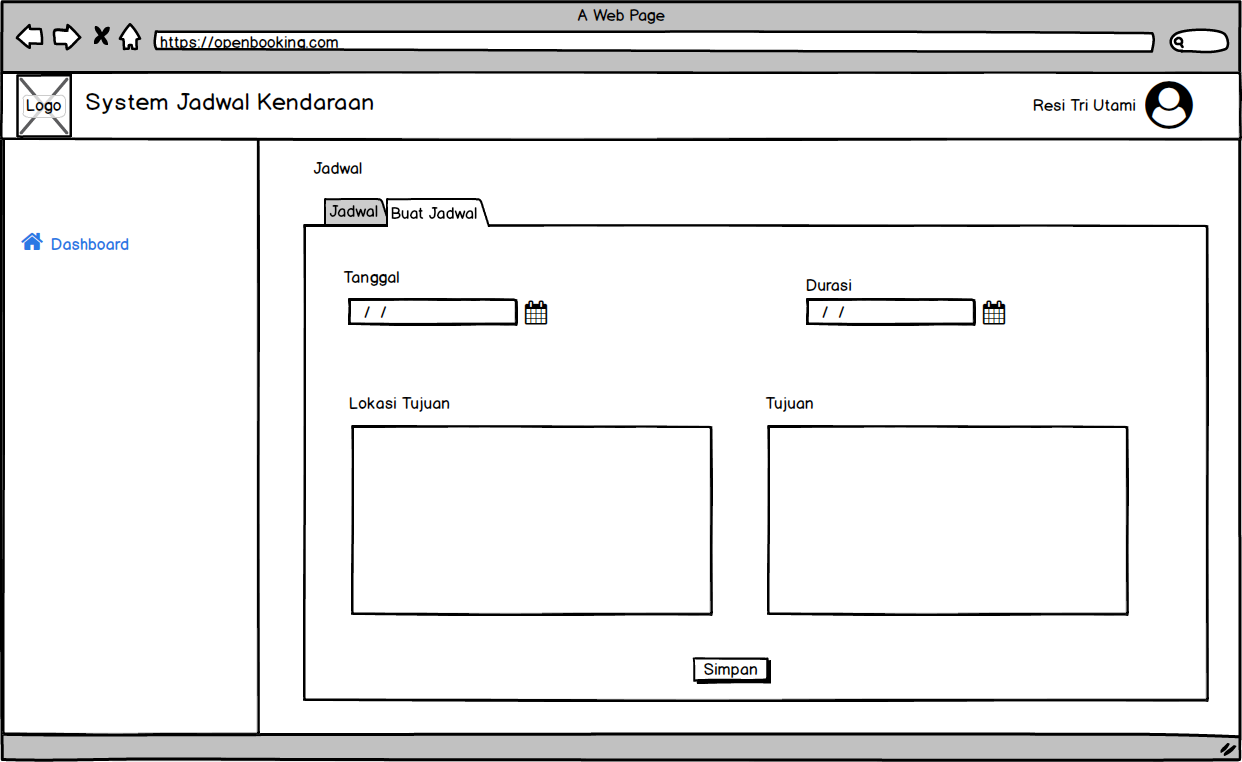 A Web Page
https://openbooking.com
Logo
System Jadwal Kendaraan
Resi Tri Utami
Dashboard
Jadwal
Jadwal
Buat Jadwal
Tanggal
Durasi
/ /
/ /
Lokasi Tujuan
Tujuan
Simpan